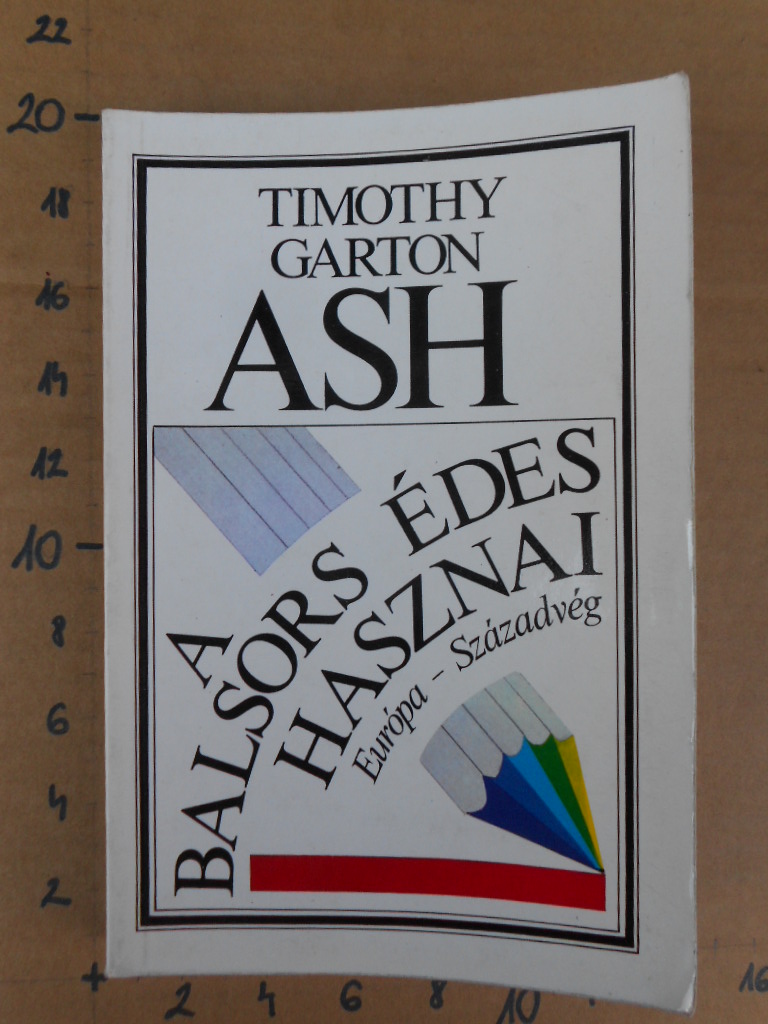 22
20
18
16
14
12
10
8
6
4
2
TIMOTHY
GARTON
ASH
A
BALSORS ÉDES
HASZNAI
Európa – Századvég
2
4
6
8
10
16